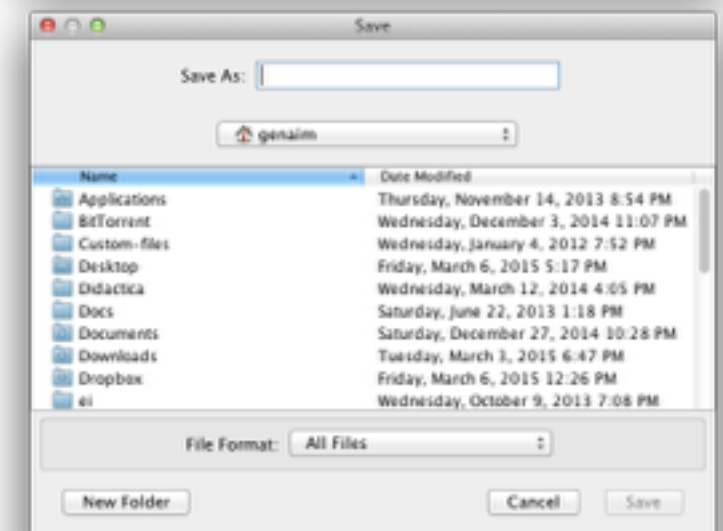 Save
Save As:
genaim
Name Date Modified
Applications Thursday, November 14, 2013 8:54 PM
BitTorrent Wednesday, December 3, 2014 11:07 PM
Custom-files Wednesday, January 4, 2012 7:52 PM
Desktop Friday, March 6, 2015 5:17 PM
Didactica Wednesday, March 12, 2014 4:05 PM
Docs Saturday, June 22, 2013 1:18 PM
Documents Saturday, December 27, 2014 10:28 PM
Downloads Tuesday, March 3, 2015 6:47 PM
Dropbox Friday, March 6, 2015 12:26 PM
ei Wednesday, October 9, 2013 7:08 PM
File Format: All Files
New Folder Cancel Save